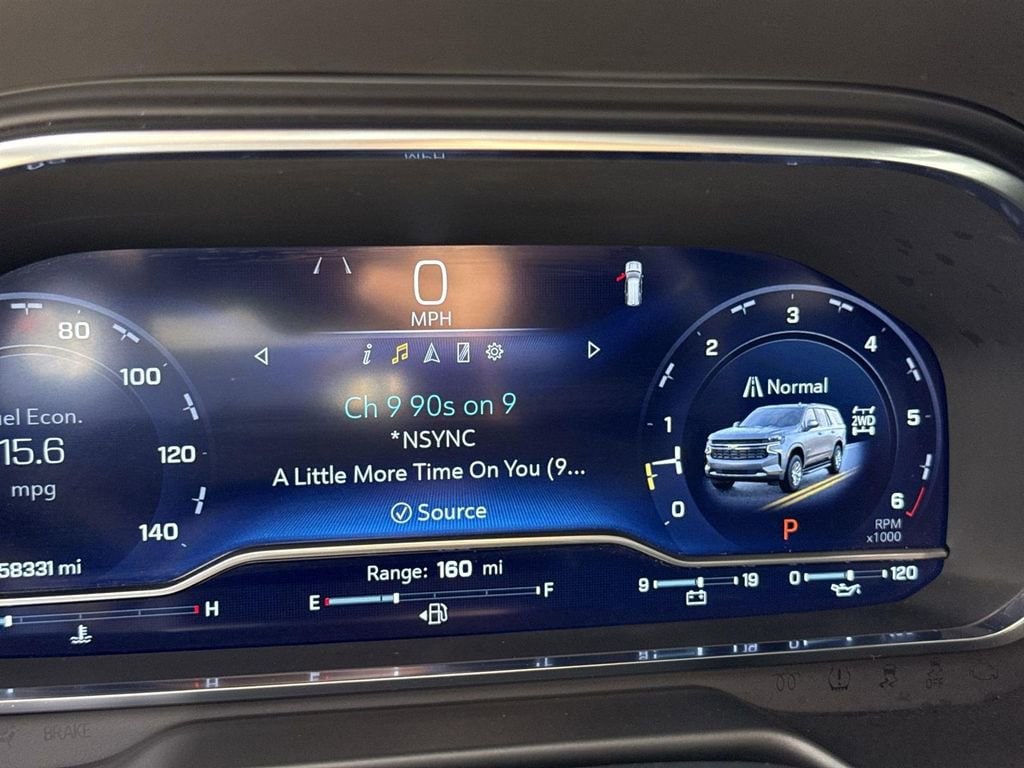 0
MPH
80
100
120
140
uel Econ.
15.6
mpg
58331 mi
i
Ch 9 90s on 9
*NSYNC
A Little More Time On You (9...
Source
Range: 160 mi
E F
H
0
1
2
3
4
5
6
Normal
2WD
P
RPM
x1000
9 19
0 120
BRAKE